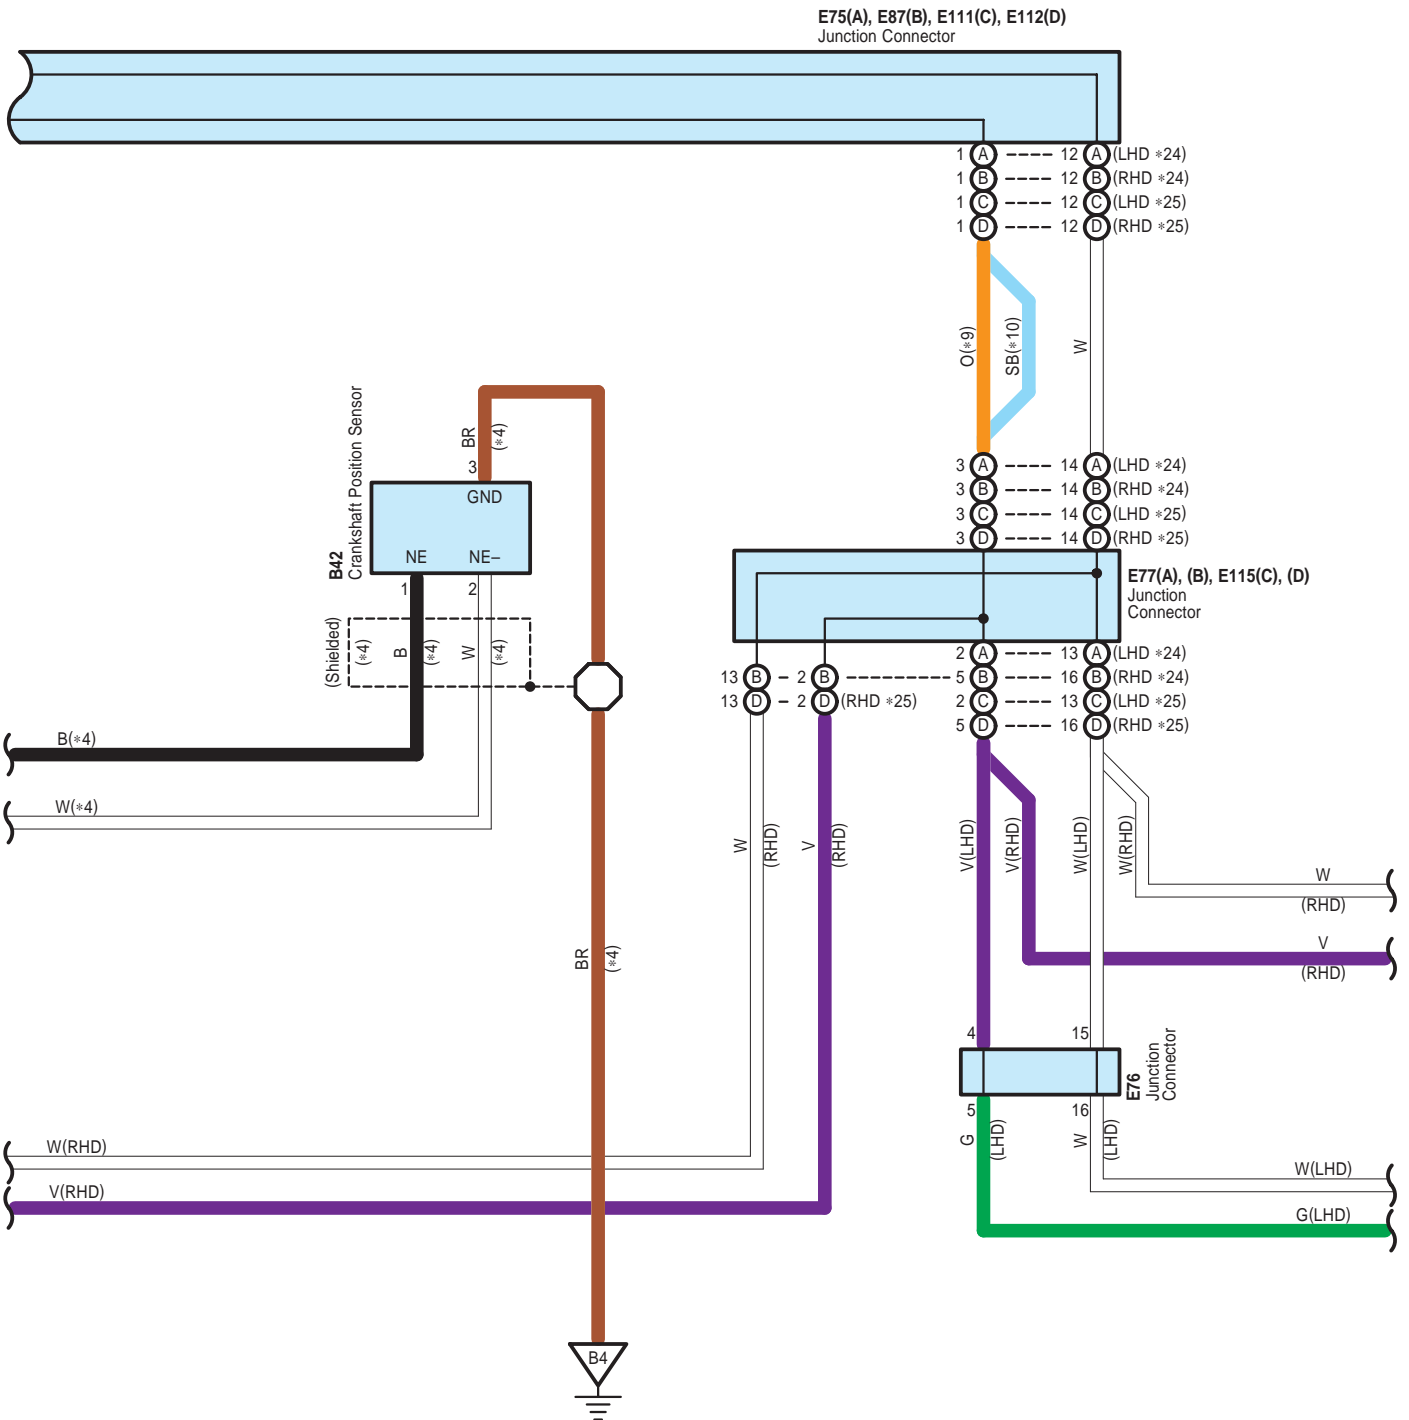 E75(A), E87(B), E111(C), E112(D)
Junction Connector
1 A 12 A (LHD *24)
1 B 12 B (RHD *24)
1 C 12 C (LHD *25)
1 D 12 D (RHD *25)
O(*9)
SB(*10)
W
B42
Crankshaft Position Sensor
BR
(*4)
3
GND
NE
NE–
1
2
(Shielded)
(*4)
B
(*4)
W
(*4)
3 A 14 A (LHD *24)
3 B 14 B (RHD *24)
3 C 14 C (LHD *25)
3 D 14 D (RHD *25)
E77(A), (B), E115(C), (D)
Junction
Connector
2 A 13 A (LHD *24)
13 B 2 B 5 B 16 B (RHD *24)
13 D 2 D (RHD *25) 2 C 13 C (LHD *25)
5 D 16 D (RHD *25)
B(*4)
W(*4)
W
(RHD)
V
(RHD)
V(LHD)
V(RHD)
W(LHD)
W(RHD)
W
(RHD)
V
(RHD)
BR
(*4)
4
15
E76
Junction
Connector
5
16
G
(LHD)
W
(LHD)
W(RHD)
V(RHD)
W(LHD)
G(LHD)
B4